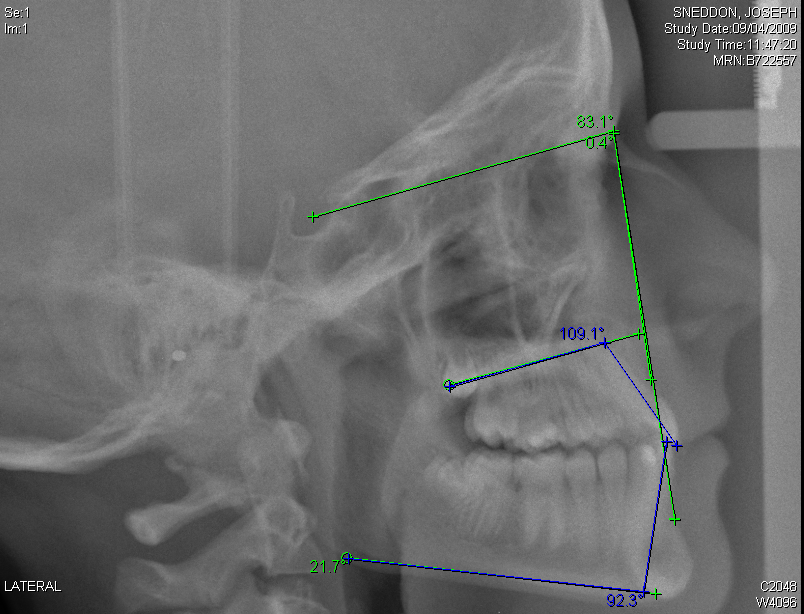 Se:1
Im:1
SNEDDON, JOSEPH
Study Date:09/04/2009
Study Time:11:47:20
MRN:B722557
83.1°
0.4°
109.1°
21.7°
92.3°
LATERAL
C2048
W4096